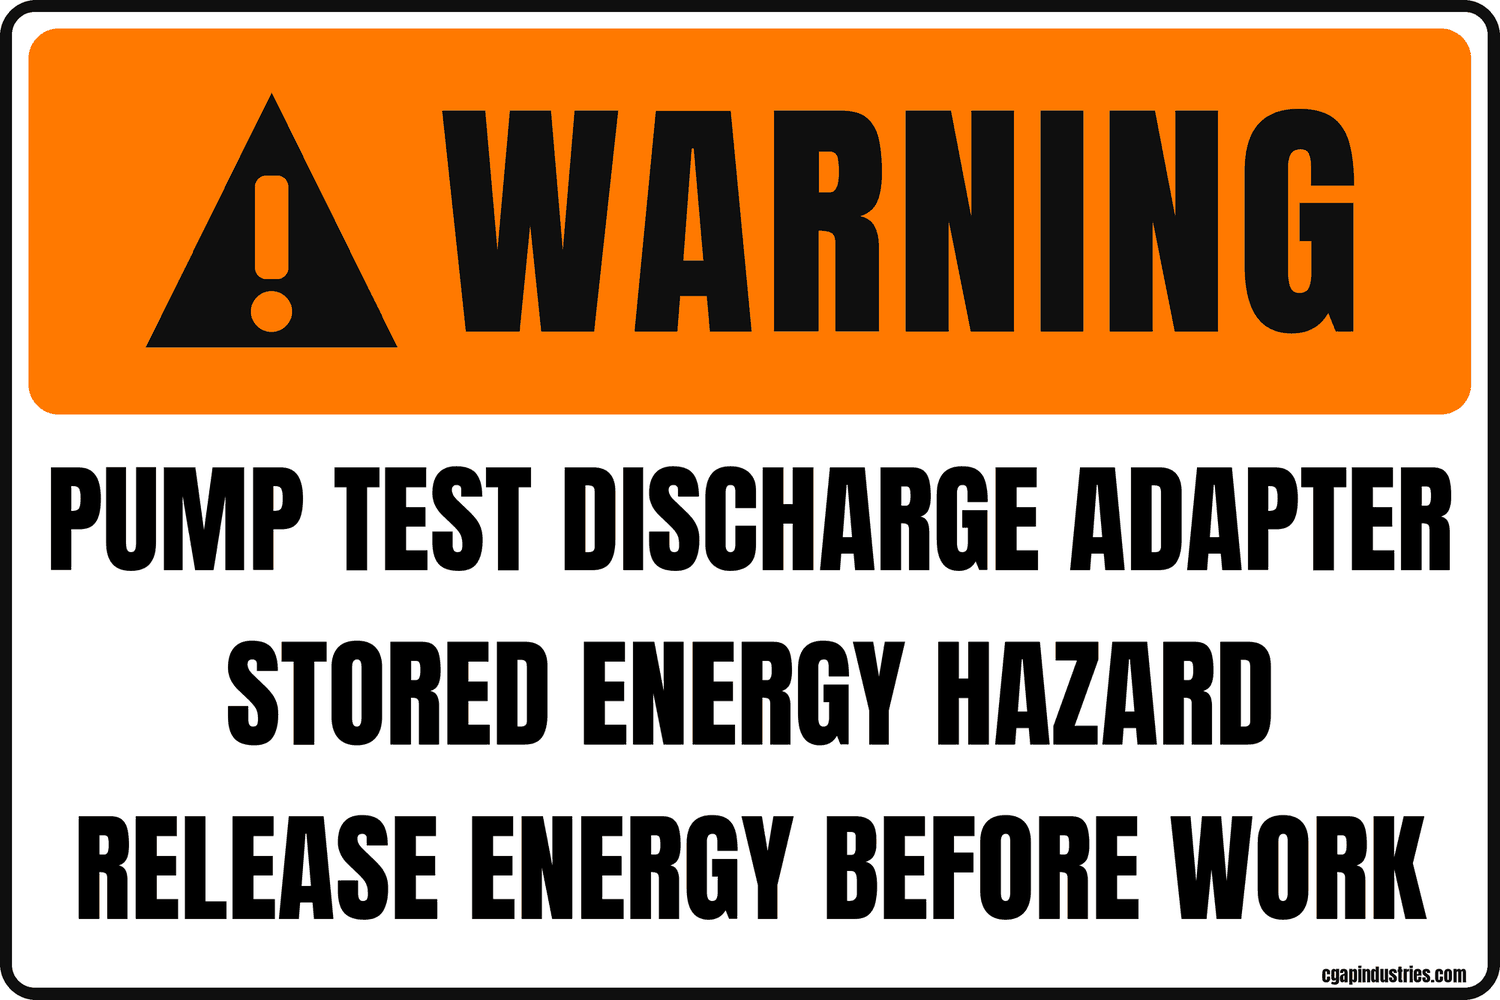 WARNING
PUMP TEST DISCHARGE ADAPTER
STORED ENERGY HAZARD
RELEASE ENERGY BEFORE WORK
cgapindustries.com